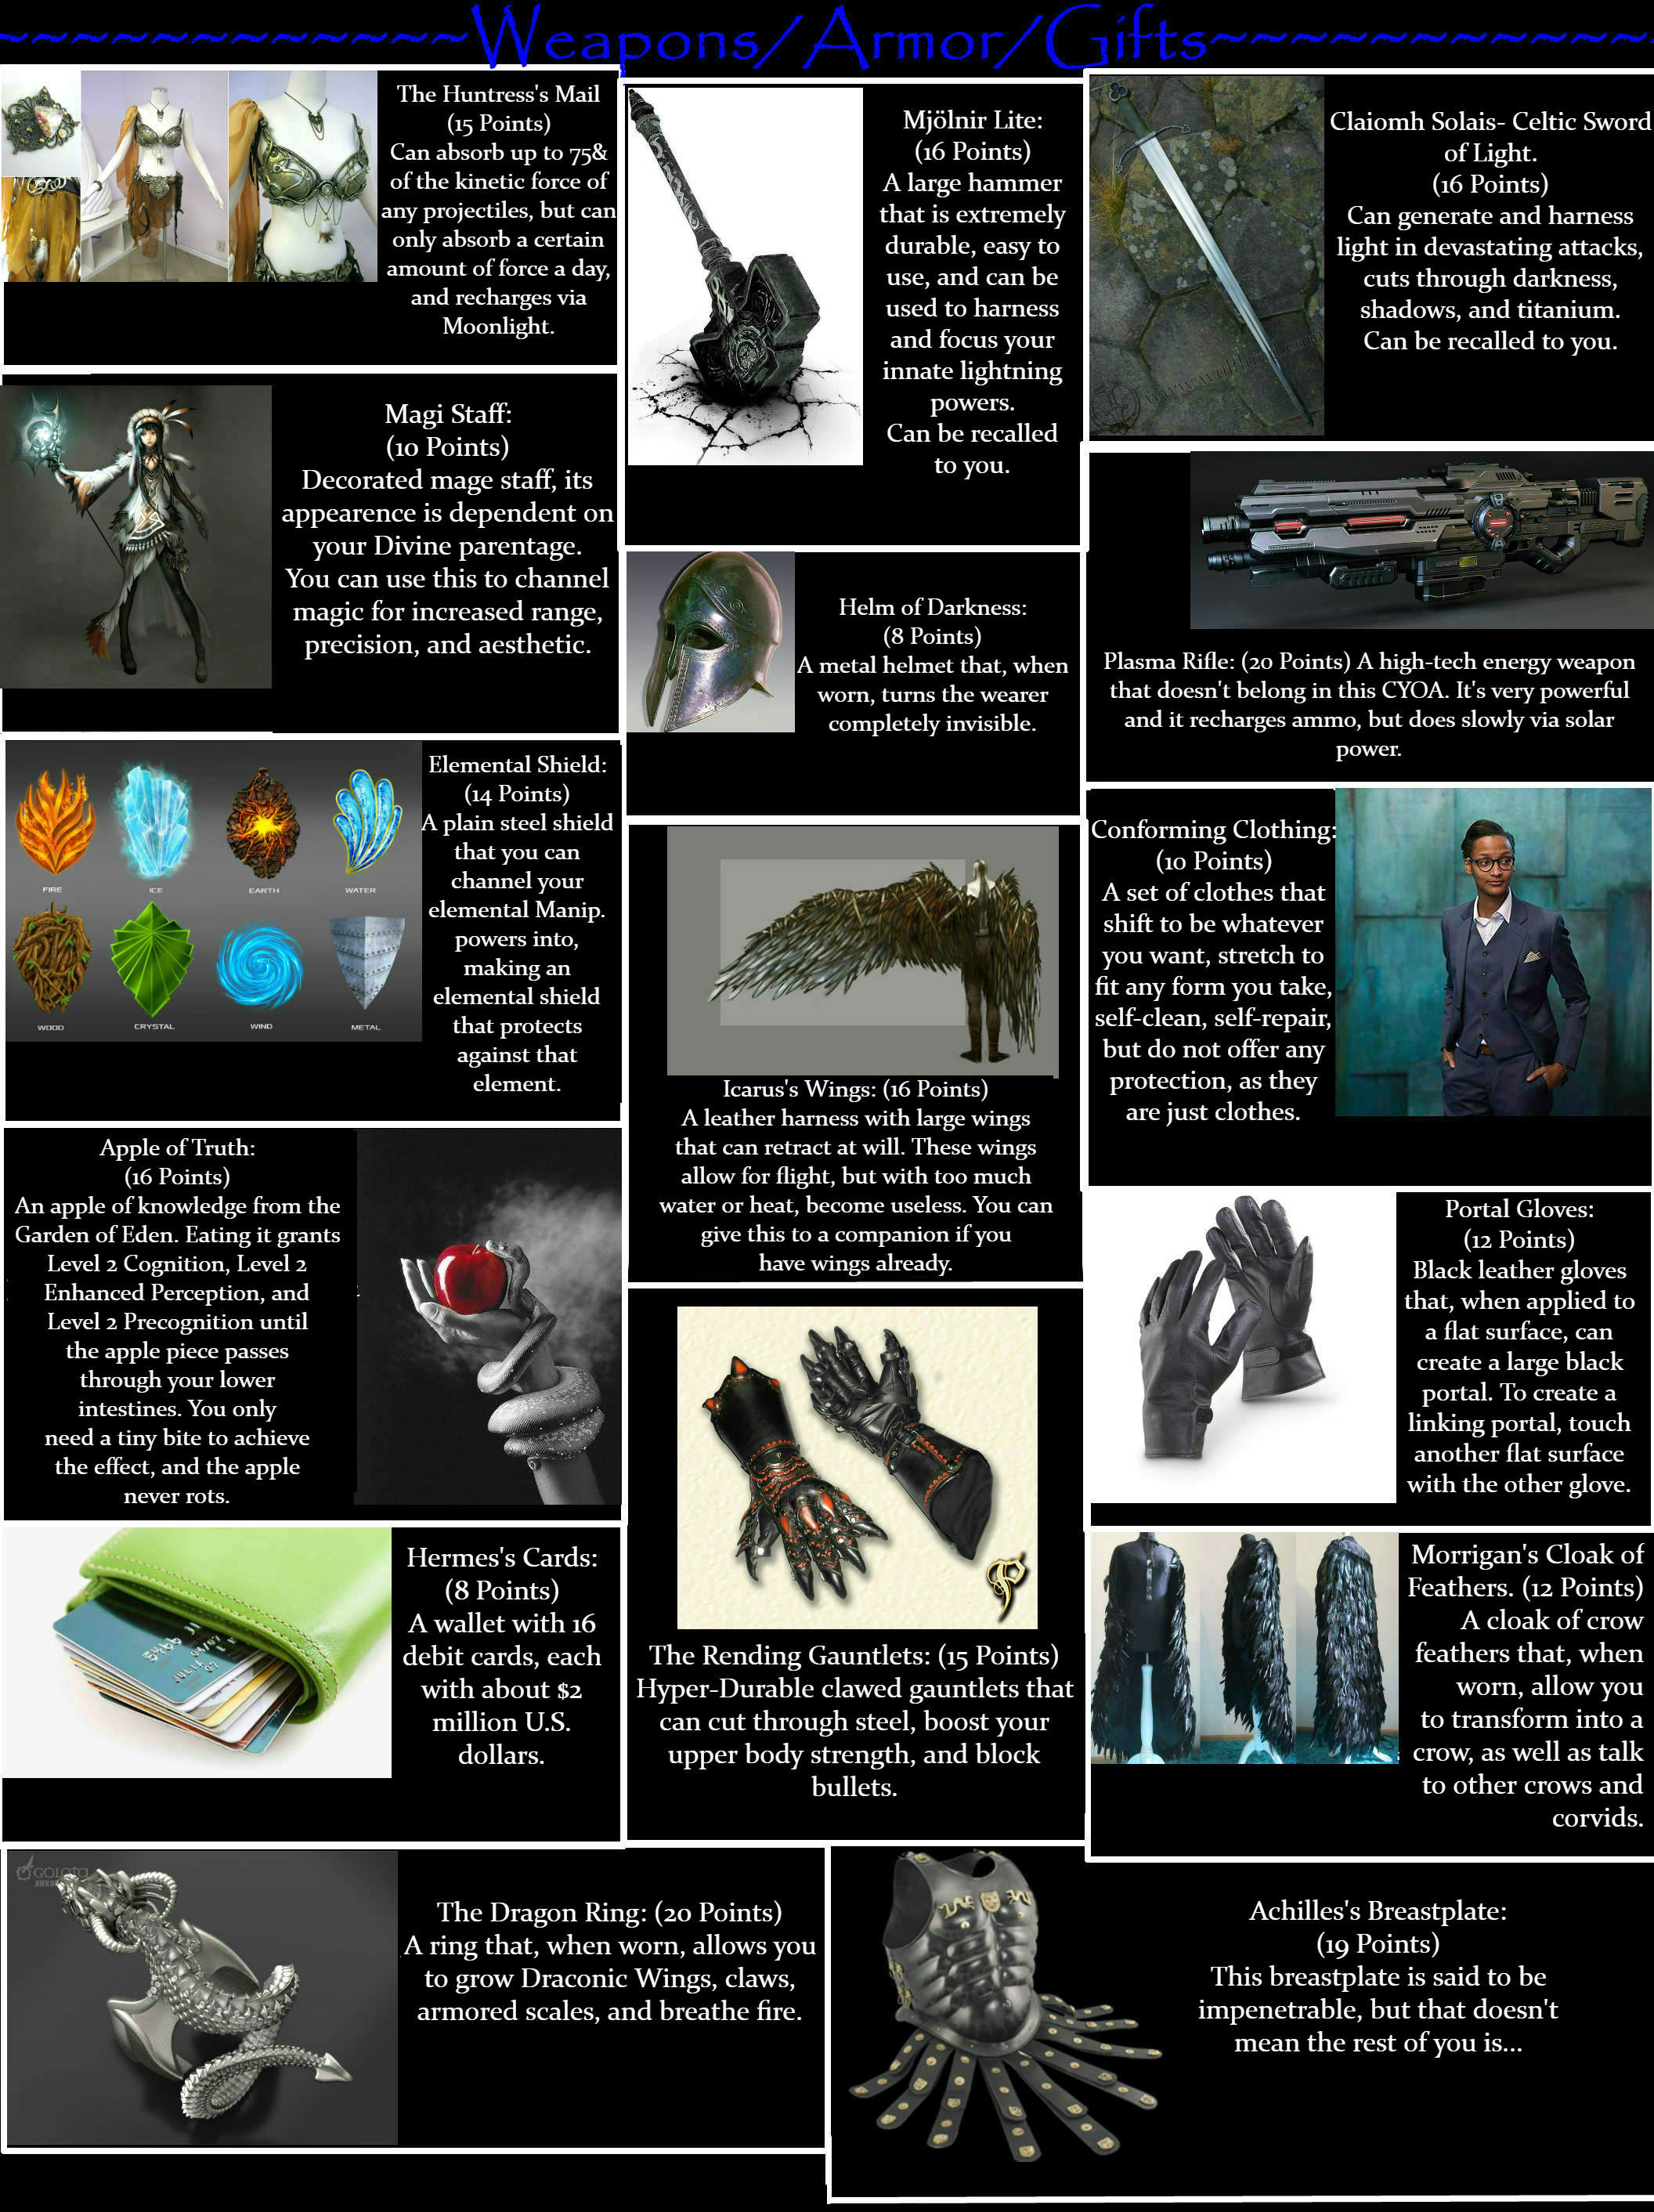 ~~~~~~~~~~~~Weapons/Armor/Gifts~~~~~~~~~~~~
The Huntress's Mail
(15 Points)
Can absorb up to 75&
of the kinetic force of
any projectiles, but can
only absorb a certain
amount of force a day,
and recharges via
Moonlight.
Mjölnir Lite:
(16 Points)
A large hammer
that is extremely
durable, easy to
use, and can be
used to harness
and focus your
innate lightning
powers.
Can be recalled
to you.
Claiomh Solais- Celtic Sword
of Light.
(16 Points)
Can generate and harness
light in devastating attacks,
cuts through darkness,
shadows, and titanium.
Can be recalled to you.
Magi Staff:
(10 Points)
Decorated mage staff, its
appearence is dependent on
your Divine parentage.
You can use this to channel
magic for increased range,
precision, and aesthetic.
Helm of Darkness:
(8 Points)
A metal helmet that, when
worn, turns the wearer
completely invisible.
Plasma Rifle: (20 Points) A high-tech energy weapon
that doesn't belong in this CYOA. It's very powerful
and it recharges ammo, but does slowly via solar
power.
FIRE
ICE
EARTH
WATER
WOOD
CRYSTAL
WIND
METAL
Elemental Shield:
(14 Points)
A plain steel shield
that you can
channel your
elemental Manip.
powers into,
making an
elemental shield
that protects
against that
element.
Icarus's Wings: (16 Points)
A leather harness with large wings
that can retract at will. These wings
allow for flight, but with too much
water or heat, become useless. You can
give this to a companion if you
have wings already.
Conforming Clothing:
(10 Points)
A set of clothes that
shift to be whatever
you want, stretch to
fit any form you take,
self-clean, self-repair,
but do not offer any
protection, as they
are just clothes.
Apple of Truth:
(16 Points)
An apple of knowledge from the
Garden of Eden. Eating it grants
Level 2 Cognition, Level 2
Enhanced Perception, and
Level 2 Precognition until
the apple piece passes
through your lower
intestines. You only
need a tiny bite to achieve
the effect, and the apple
never rots.
Portal Gloves:
(12 Points)
Black leather gloves
that, when applied to
a flat surface, can
create a large black
portal. To create a
linking portal, touch
another flat surface
with the other glove.
The Rending Gauntlets: (15 Points)
Hyper-Durable clawed gauntlets that
can cut through steel, boost your
upper body strength, and block
bullets.
Hermes's Cards:
(8 Points)
A wallet with 16
debit cards, each
with about $2
million U.S.
dollars.
Morrigan's Cloak of
Feathers. (12 Points)
A cloak of crow
feathers that, when
worn, allow you
to transform into a
crow, as well as talk
to other crows and
corvids.
The Dragon Ring: (20 Points)
A ring that, when worn, allows you
to grow Draconic Wings, claws,
armored scales, and breathe fire.
Achilles's Breastplate:
(19 Points)
This breastplate is said to be
impenetrable, but that doesn't
mean the rest of you is...